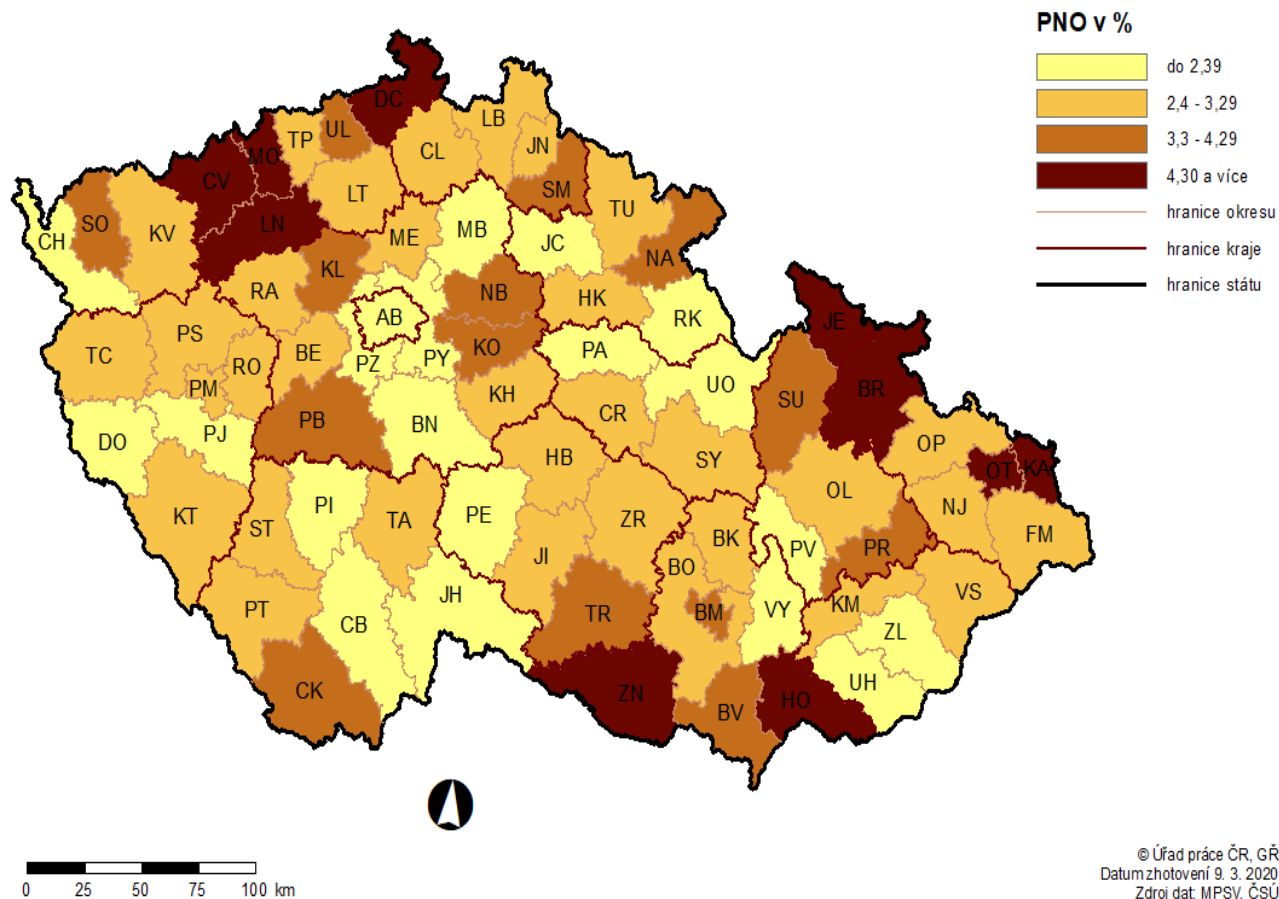 PNO v %
do 2,39
2,4 - 3,29
3,3 - 4,29
4,30 a více
hranice okresu
hranice kraje
hranice státu
DC
LB
UL
TP
MO
CL
JN
CV
LT
SM
SO
TU
KV
LN
CH
ME
MB
JC
NA
KL
RA
NB
HK
AB
RK
JE
PS
TC
BE
RO
PZ
PY
KO
PA
PM
UO
BR
SU
KH
PB
BN
CR
DO
PJ
OP
HB
SY
OT
KA
OL
PI
NJ
KT
ST
TA
PE
ZR
FM
BK
PV
PR
JI
BO
VS
JH
PT
TR
BM
VY
KM
CB
ZL
UH
CK
ZN
HO
BV
0 25 50 75 100 km
© Úřad práce ČR, GŘ
Datum zhotovení 9. 3. 2020
Zdroj dat: MPSV, ČSÚ